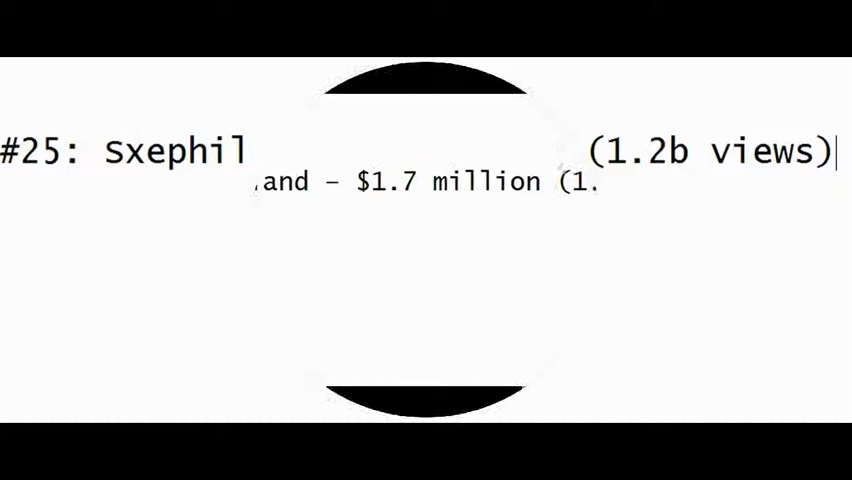 #25: Sxephil (1.2b views)
and – $1.7 million (1.